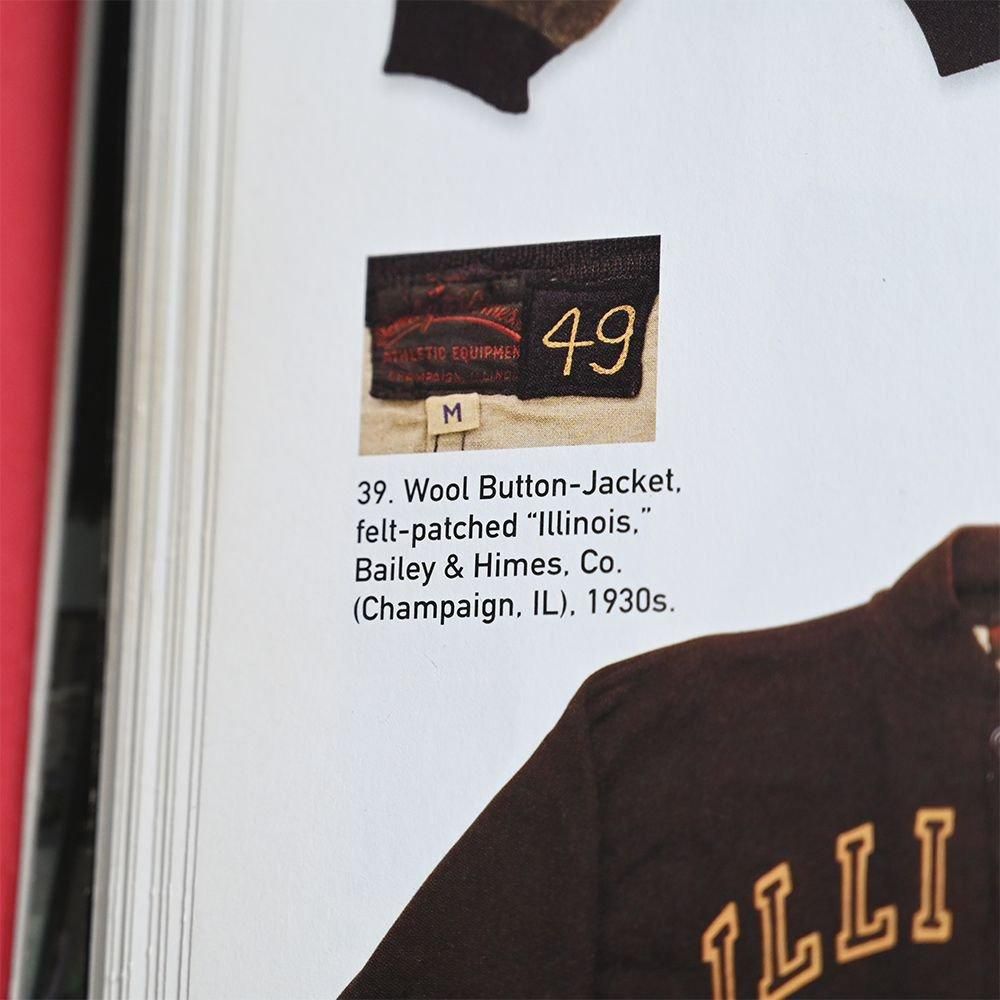 ATHLETIC EQUIPMEN
49
M
39. Wool Button-Jacket,
felt-patched “Illinois,”
Bailey & Himes, Co.
(Champaign, IL), 1930s.
ILLI